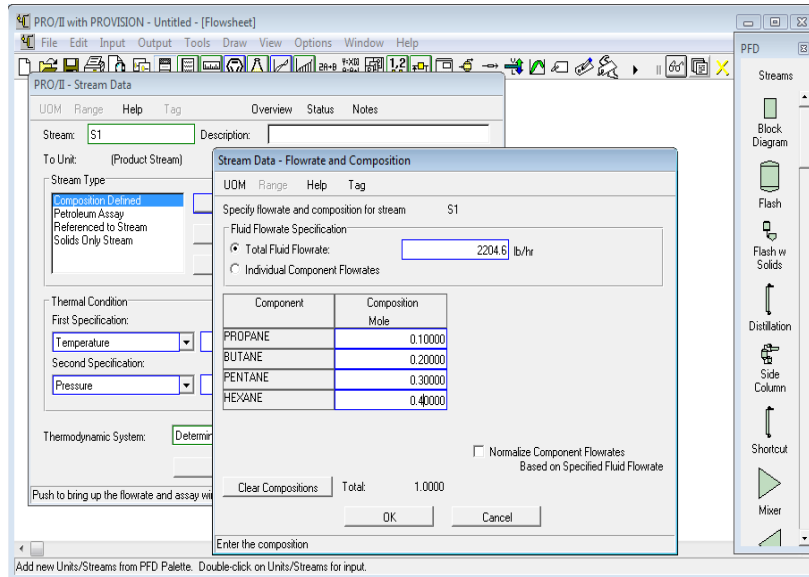 PRO/II with PROVISION - Untitled - [Flowsheet]
File Edit Input Output Tools Draw View Options Window Help
PRO/II - Stream Data
UOM Range Help Tag Overview Status Notes
Stream: S1 Description:
To Unit: (Product Stream)
Stream Type
Composition Defined
Petroleum Assay
Referenced to Stream
Solids Only Stream
Thermal Condition
First Specification:
Temperature
Second Specification:
Pressure
Thermodynamic System: Determin
Push to bring up the flowrate and assay wi
Stream Data - Flowrate and Composition
UOM Range Help Tag
Specify flowrate and composition for stream S1
Fluid Flowrate Specification
Total Fluid Flowrate: 2204.6 lb/hr
Individual Component Flowrates
Component Composition
Mole
PROPANE 0.10000
BUTANE 0.20000
PENTANE 0.30000
HEXANE 0.40000
Normalize Component Flowrates
Based on Specified Fluid Flowrate
Clear Compositions Total: 1.0000
OK Cancel
Enter the composition
PFD
Streams
Block
Diagram
Flash
Flash w
Solids
Distillation
Side
Column
Shortcut
Mixer
Add new Units/Streams from PFD Palette. Double-click on Units/Streams for input.